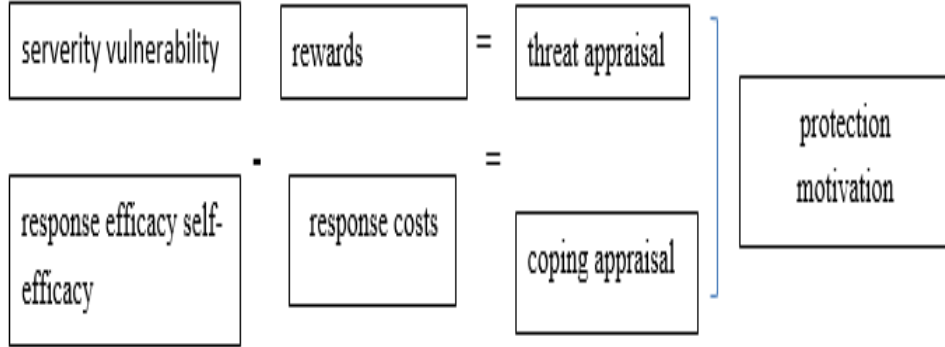 serverity vulnerability
rewards
=
threat appraisal
-
response efficacy self-
efficacy
response costs
=
coping appraisal
protection
motivation